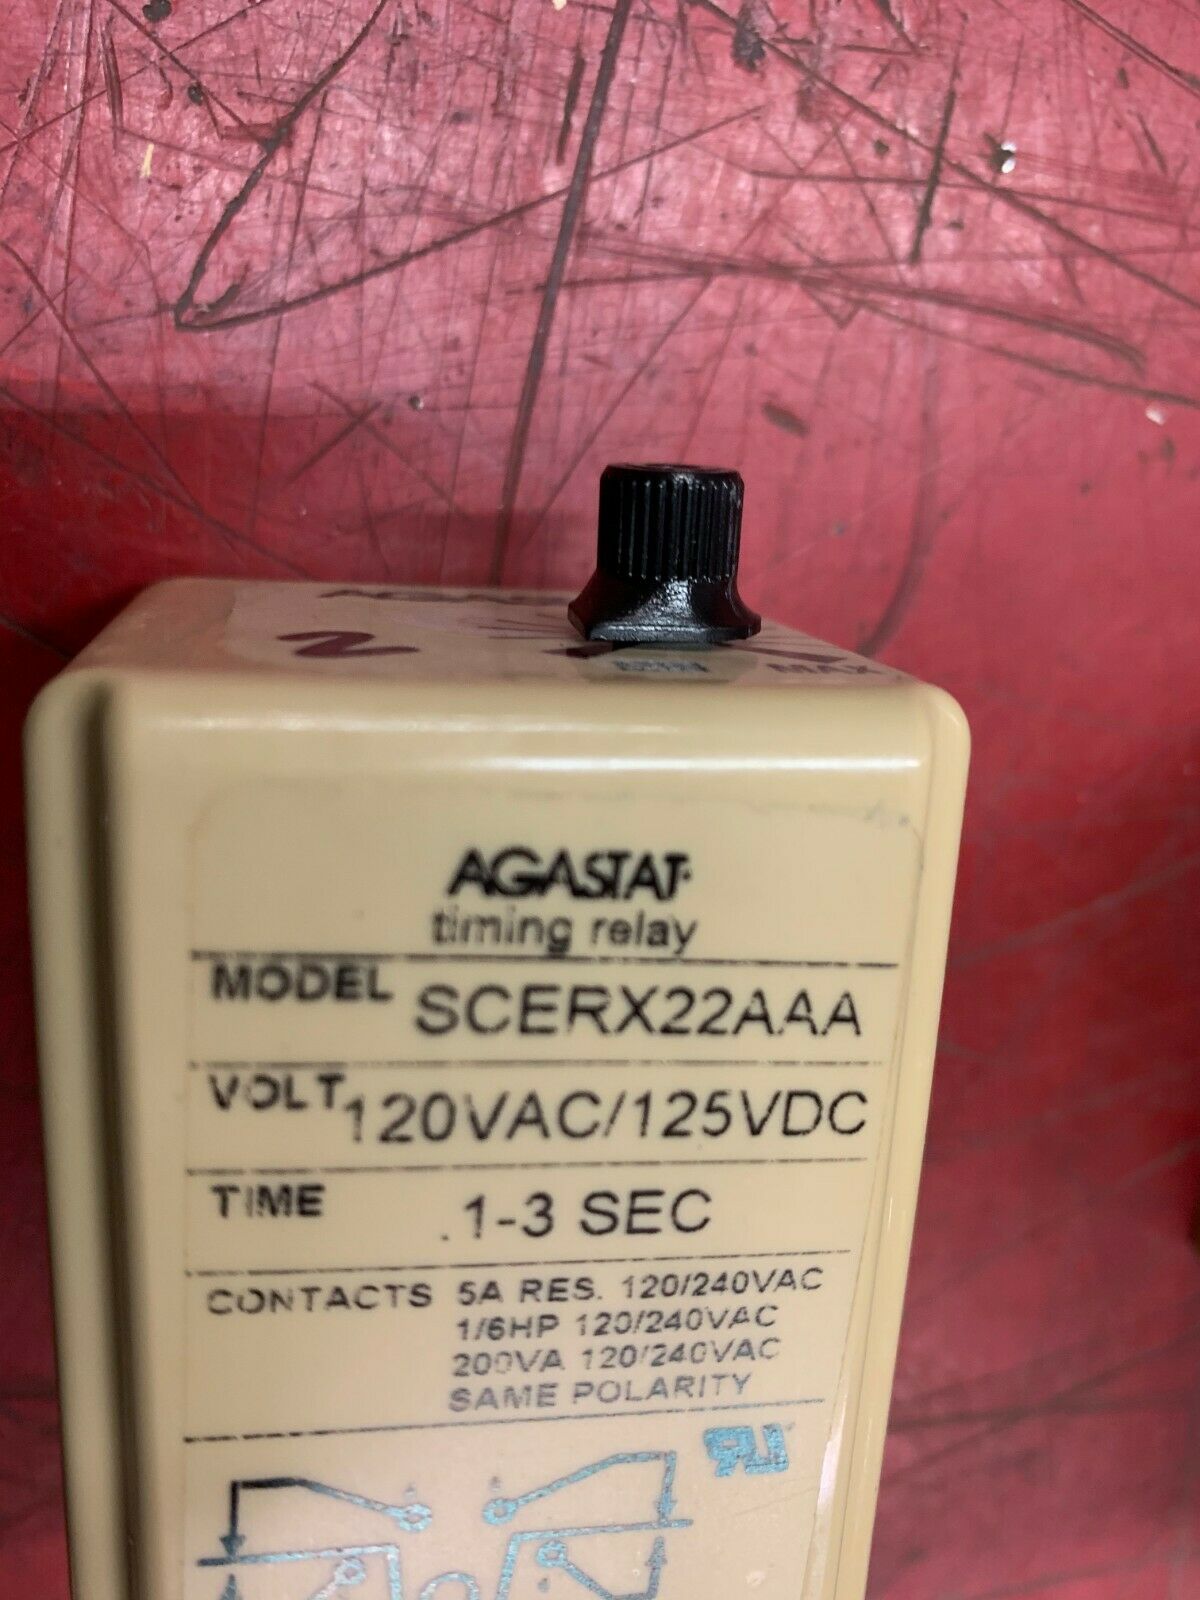 2
MAX
AGASTAT
timing relay
MODEL SCERX22AAA
VOLT 120VAC/125VDC
TIME .1-3 SEC
CONTACTS 5A RES. 120/240VAC
1/6HP 120/240VAC
200VA 120/240VAC
SAME POLARITY